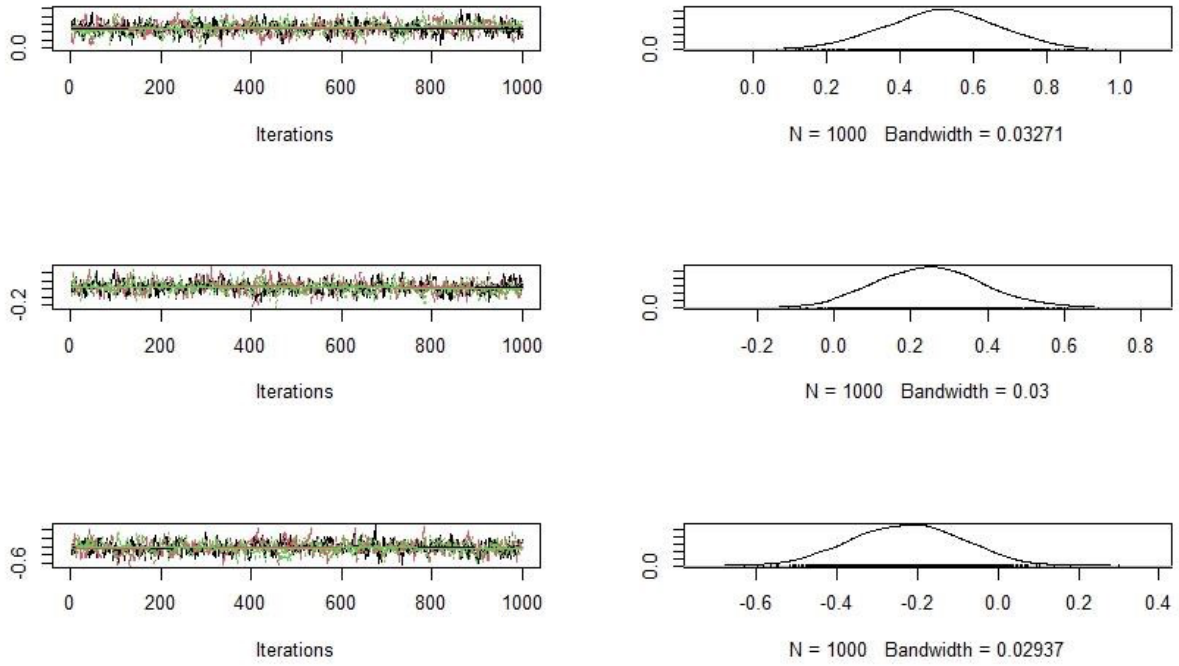 0.0
0 200 400 600 800 1000
Iterations
0.0
0.0 0.2 0.4 0.6 0.8 1.0
N = 1000 Bandwidth = 0.03271
-0.2
0 200 400 600 800 1000
Iterations
0.0
-0.2 0.0 0.2 0.4 0.6 0.8
N = 1000 Bandwidth = 0.03
-0.6
0 200 400 600 800 1000
Iterations
0.0
-0.6 -0.4 -0.2 0.0 0.2 0.4
N = 1000 Bandwidth = 0.02937